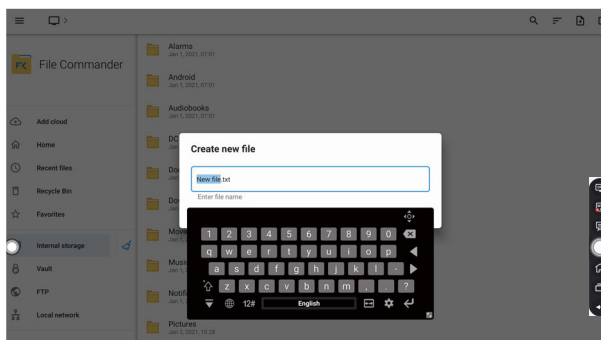 File Commander
Add cloud
Home
Recent files
Recycle Bin
Favorites
Internal storage
Vault
FTP
Local network
Alarms
Jan 1, 2021, 07:01
Android
Jan 1, 2021, 07:01
Audiobooks
Jan 1, 2021, 07:01
DC
Notifi
Pictures
Jan 2, 2021, 10:28
Create new file
New file.txt
Enter file name
1 2 3 4 5 6 7 8 9 0
q w e r t y u i o p
a s d f g h j k l -
z x c v b n m , . ?
12# English